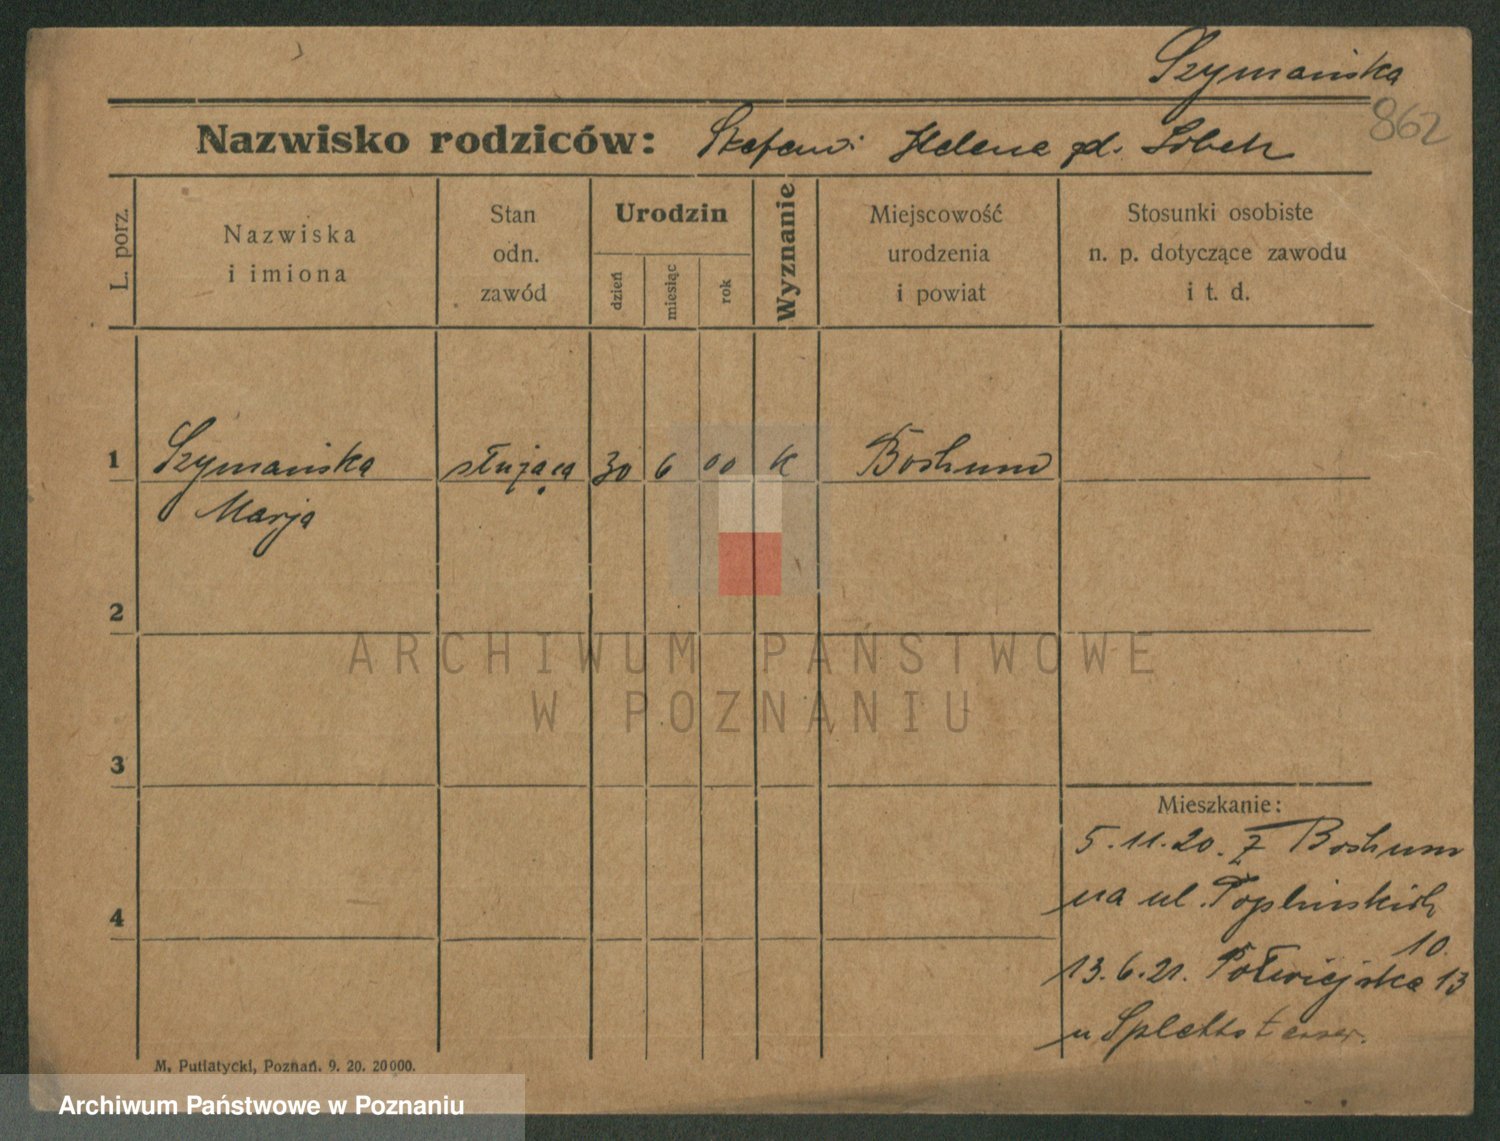 Szymańska
862
Nazwisko rodziców: Stefan i Helena zd. Sobek
L. porz.
Nazwiska
i imiona
Stan
odn.
zawód
Urodzin
dzień
miesiąc
rok
Wyznanie
Miejscowość
urodzenia
i powiat
Stosunki osobiste
n. p. dotyczące zawodu
i t. d.
1 Szymańska służąca 30 6 00 K Bochum
Marja
2
3
4
Mieszkanie:
5.11.20. z Bochum
na ul.
10.
13.6.21. Półwiejska 13
u
ARCHIWUM PAŃSTWOWE
W POZNANIU
M. Putiatycki, Poznań. 9. 20. 20000.
Archiwum Państwowe w Poznaniu